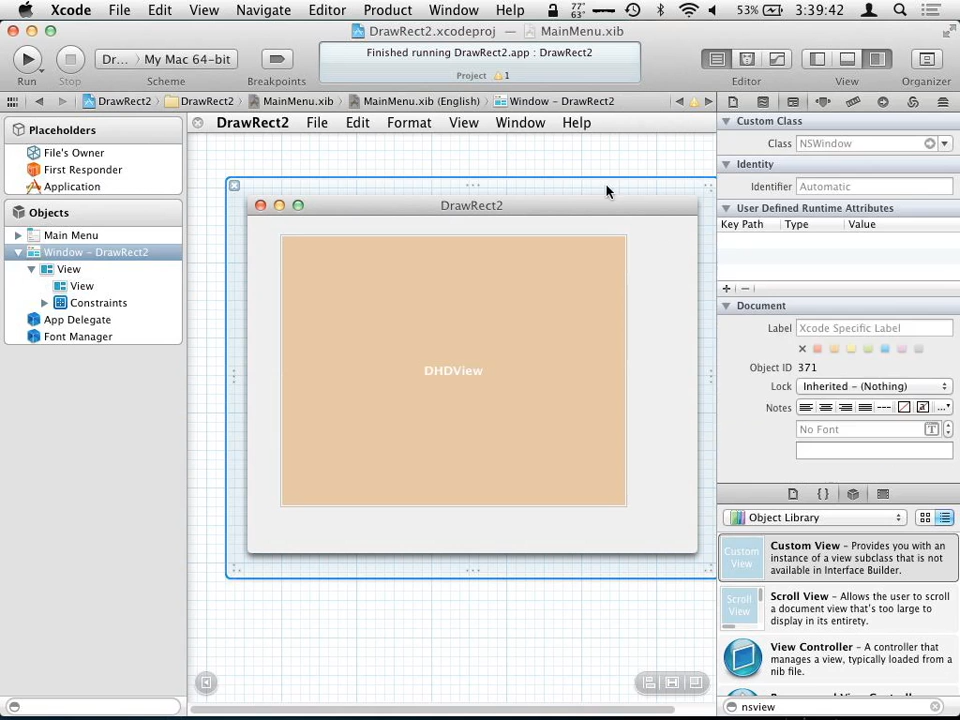 Xcode File Edit View Navigate Editor Product Window Help 77° 63° 53% 3:39:42
DrawRect2.xcodeproj — MainMenu.xib
Run Stop Dr... My Mac 64-bit Scheme Breakpoints
Finished running DrawRect2.app : DrawRect2
Project 1
Editor View Organizer
DrawRect2 DrawRect2 MainMenu.xib MainMenu.xib (English) Window – DrawRect2
Placeholders
File's Owner
First Responder
Application
Objects
Main Menu
Window – DrawRect2
View
View
Constraints
App Delegate
Font Manager
DrawRect2 File Edit Format View Window Help
DrawRect2
DHDView
Custom Class
Class NSWindow
Identity
Identifier Automatic
User Defined Runtime Attributes
Key Path Type Value
Document
Label Xcode Specific Label
Object ID 371
Lock Inherited – (Nothing)
Notes
No Font
Object Library
Custom View
Custom View – Provides you with an instance of a view subclass that is not available in Interface Builder.
Scroll View
Scroll View – Allows the user to scroll a document view that's too large to display in its entirety.
View Controller – A controller that manages a view, typically loaded from a nib file.
nsview